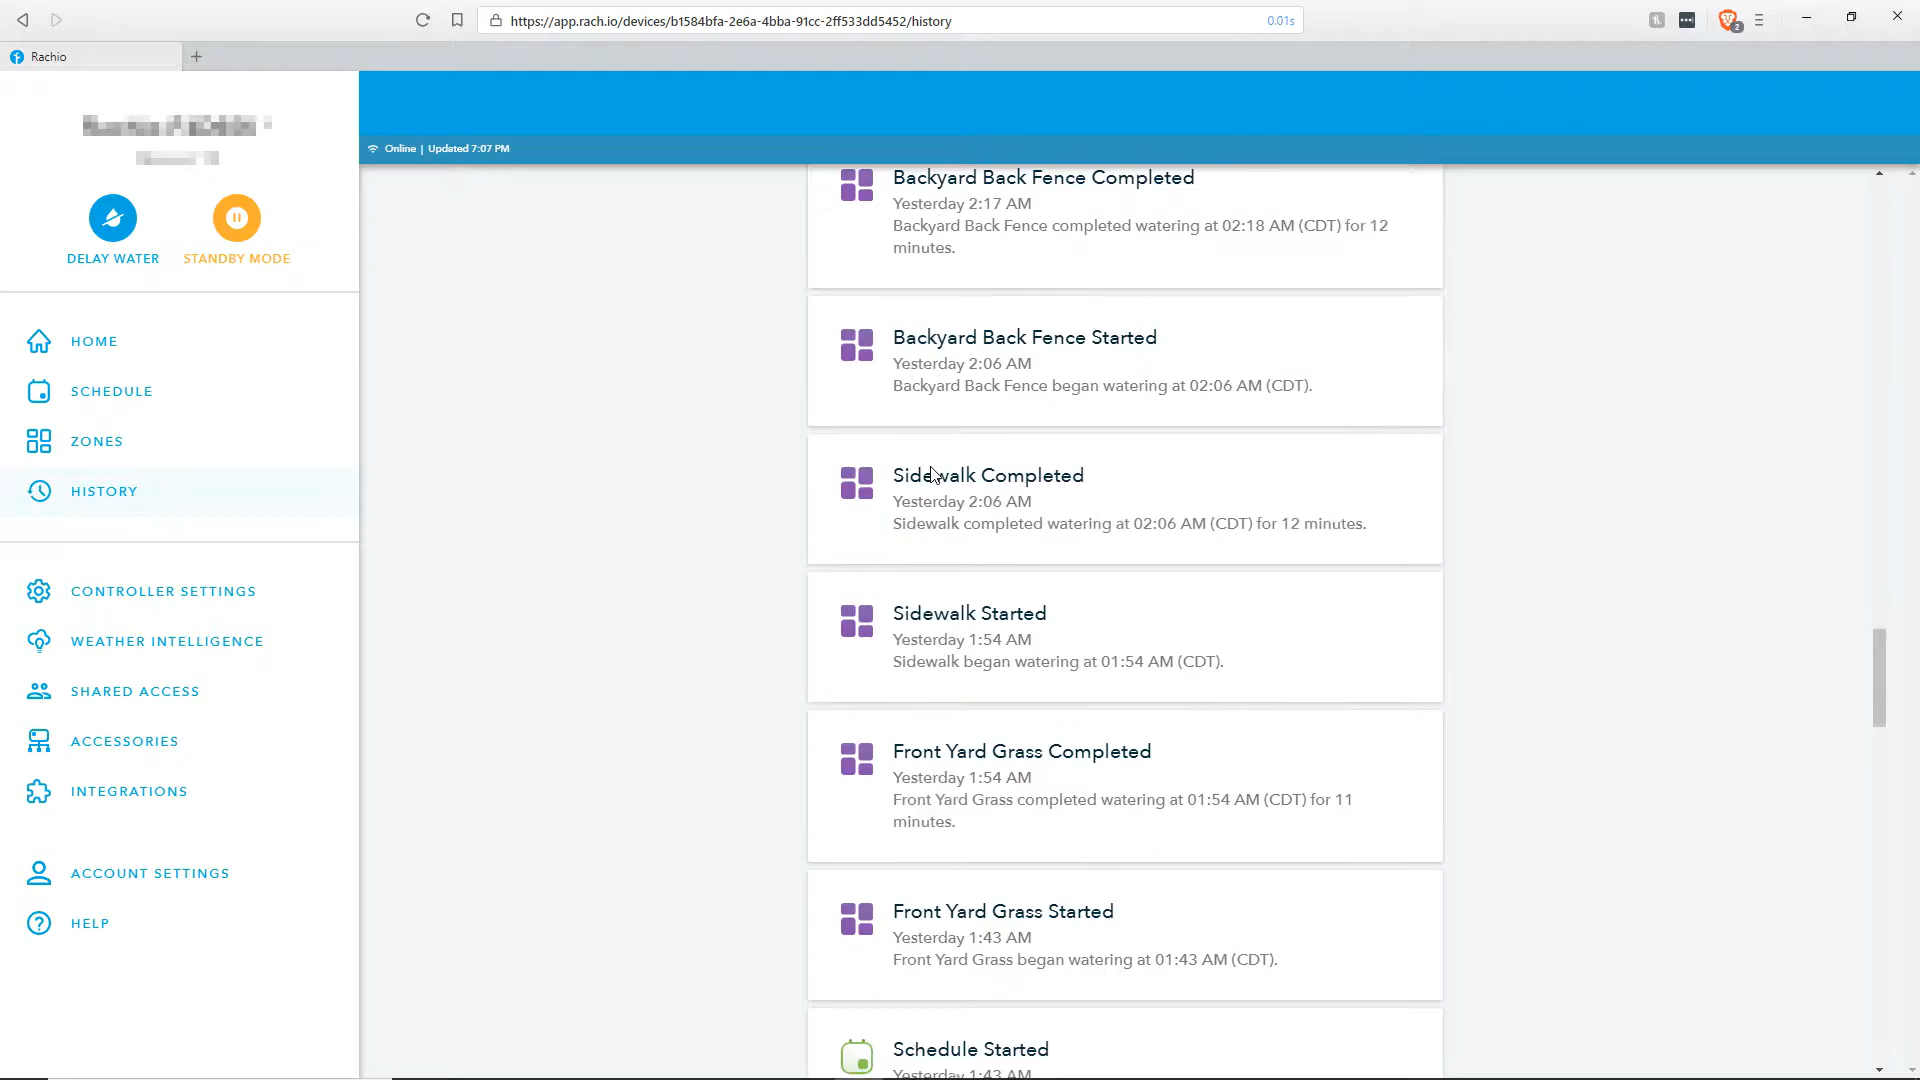 https://app.rach.io/devices/b1584bfa-2e6a-4bba-91cc-2ff533dd5452/history
0.01s
2
Rachio
Online | Updated 7:07 PM
DELAY WATER
STANDBY MODE
HOME
SCHEDULE
ZONES
HISTORY
CONTROLLER SETTINGS
WEATHER INTELLIGENCE
SHARED ACCESS
ACCESSORIES
INTEGRATIONS
ACCOUNT SETTINGS
HELP
Backyard Back Fence Completed
Yesterday 2:17 AM
Backyard Back Fence completed watering at 02:18 AM (CDT) for 12
minutes.
Backyard Back Fence Started
Yesterday 2:06 AM
Backyard Back Fence began watering at 02:06 AM (CDT).
Sidewalk Completed
Yesterday 2:06 AM
Sidewalk completed watering at 02:06 AM (CDT) for 12 minutes.
Sidewalk Started
Yesterday 1:54 AM
Sidewalk began watering at 01:54 AM (CDT).
Front Yard Grass Completed
Yesterday 1:54 AM
Front Yard Grass completed watering at 01:54 AM (CDT) for 11
minutes.
Front Yard Grass Started
Yesterday 1:43 AM
Front Yard Grass began watering at 01:43 AM (CDT).
Schedule Started
Yesterday 1:43 AM